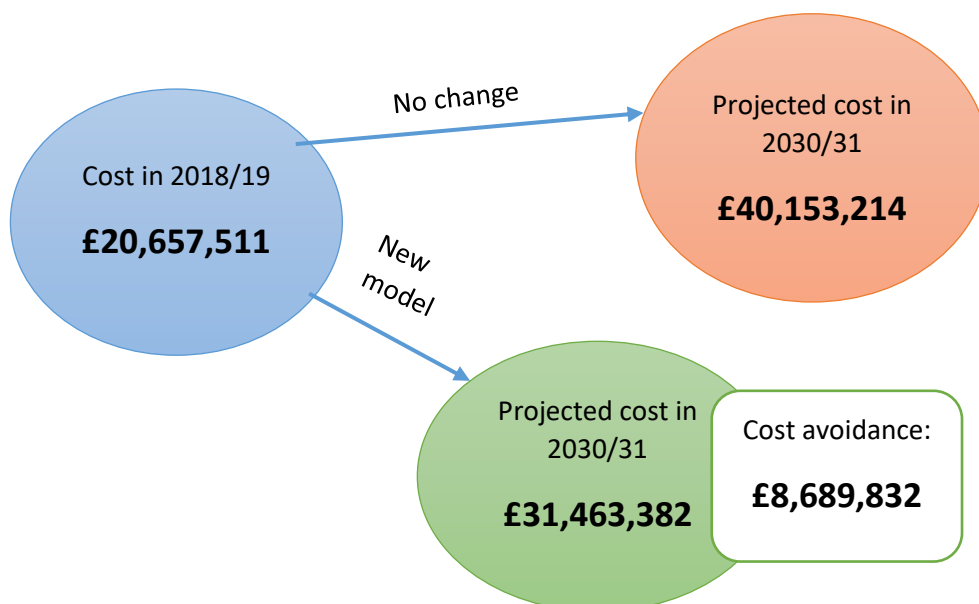 Cost in 2018/19
£20,657,511
No change
Projected cost in
2030/31
£40,153,214
New
model
Projected cost in
2030/31
£31,463,382
Cost avoidance:
£8,689,832